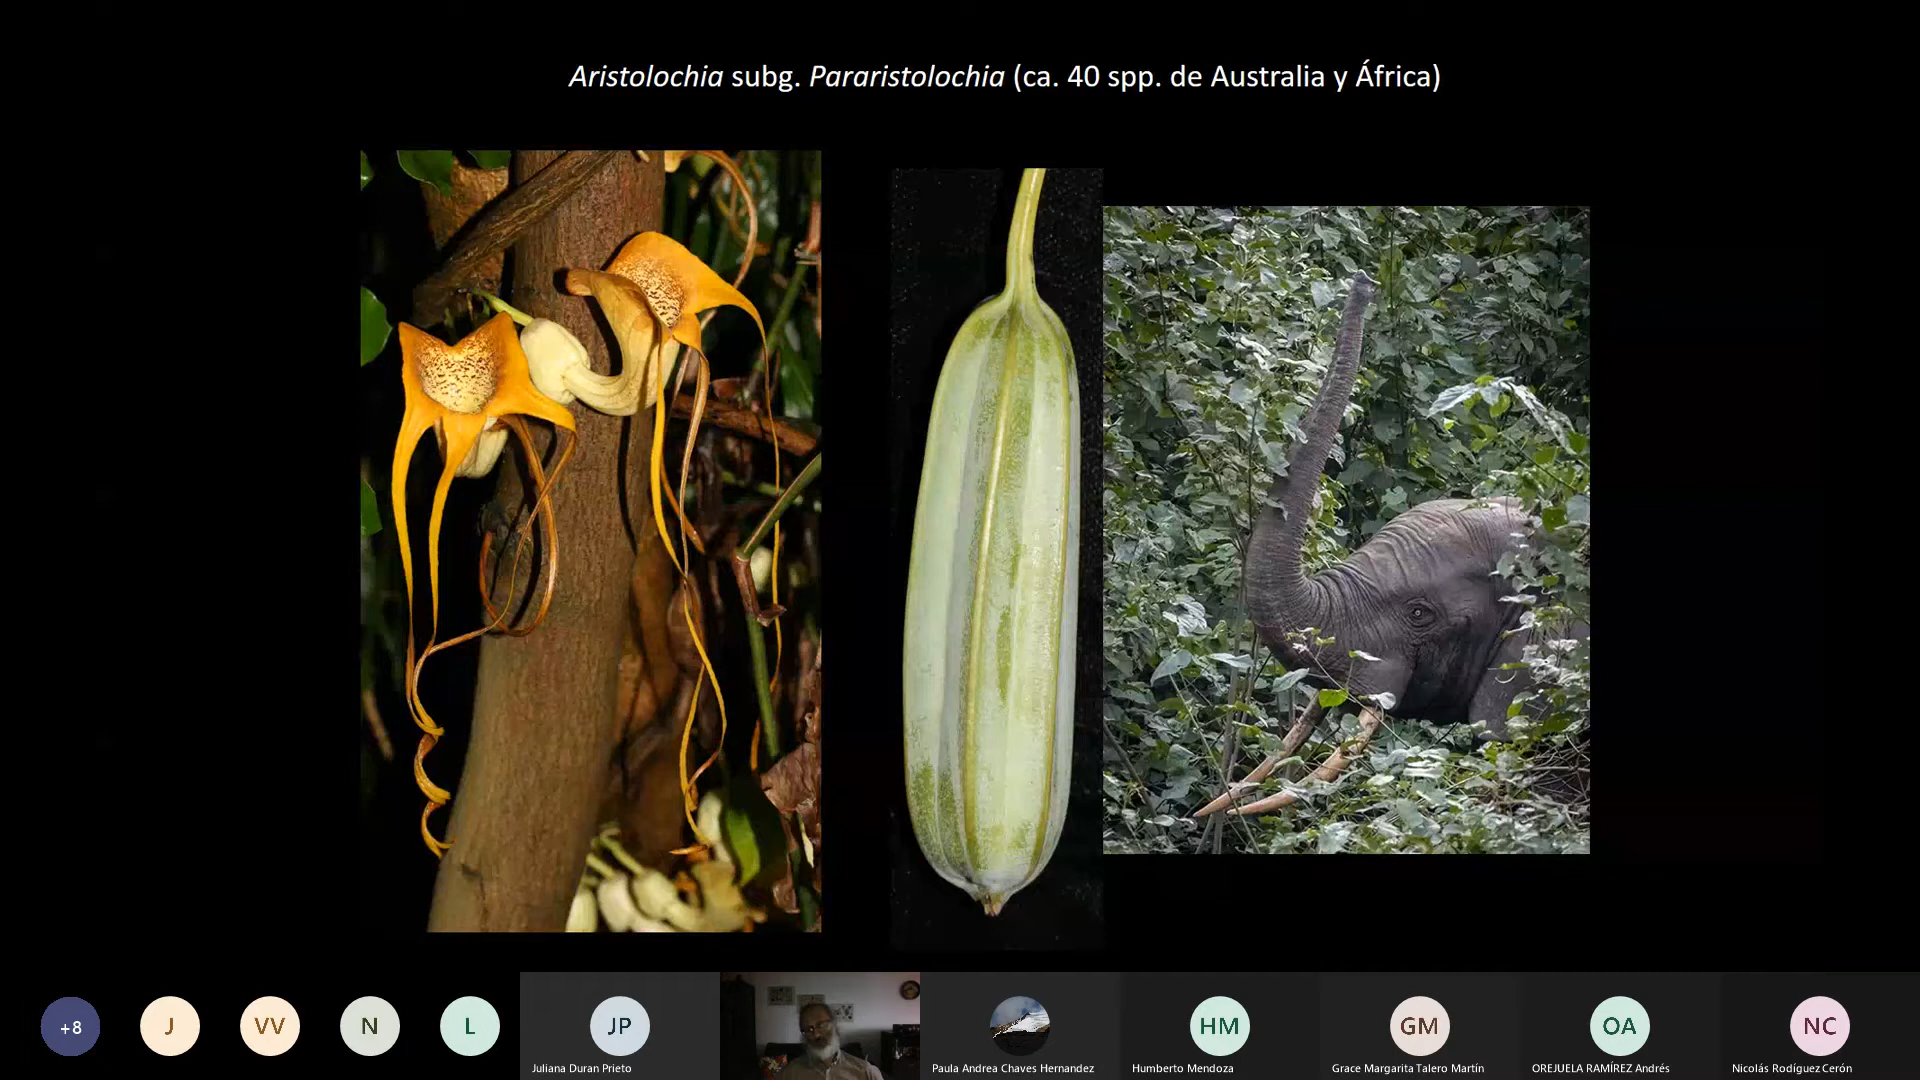 Aristolochia subg. Pararistolochia (ca. 40 spp. de Australia y África)
+8
J
VV
N
L
JP
HM
GM
OA
NC
Juliana Duran Prieto
Paula Andrea Chaves Hernandez
Humberto Mendoza
Grace Margarita Talero Martín
OREJUELA RAMÍREZ Andrés
Nicolás Rodíguez Cerón